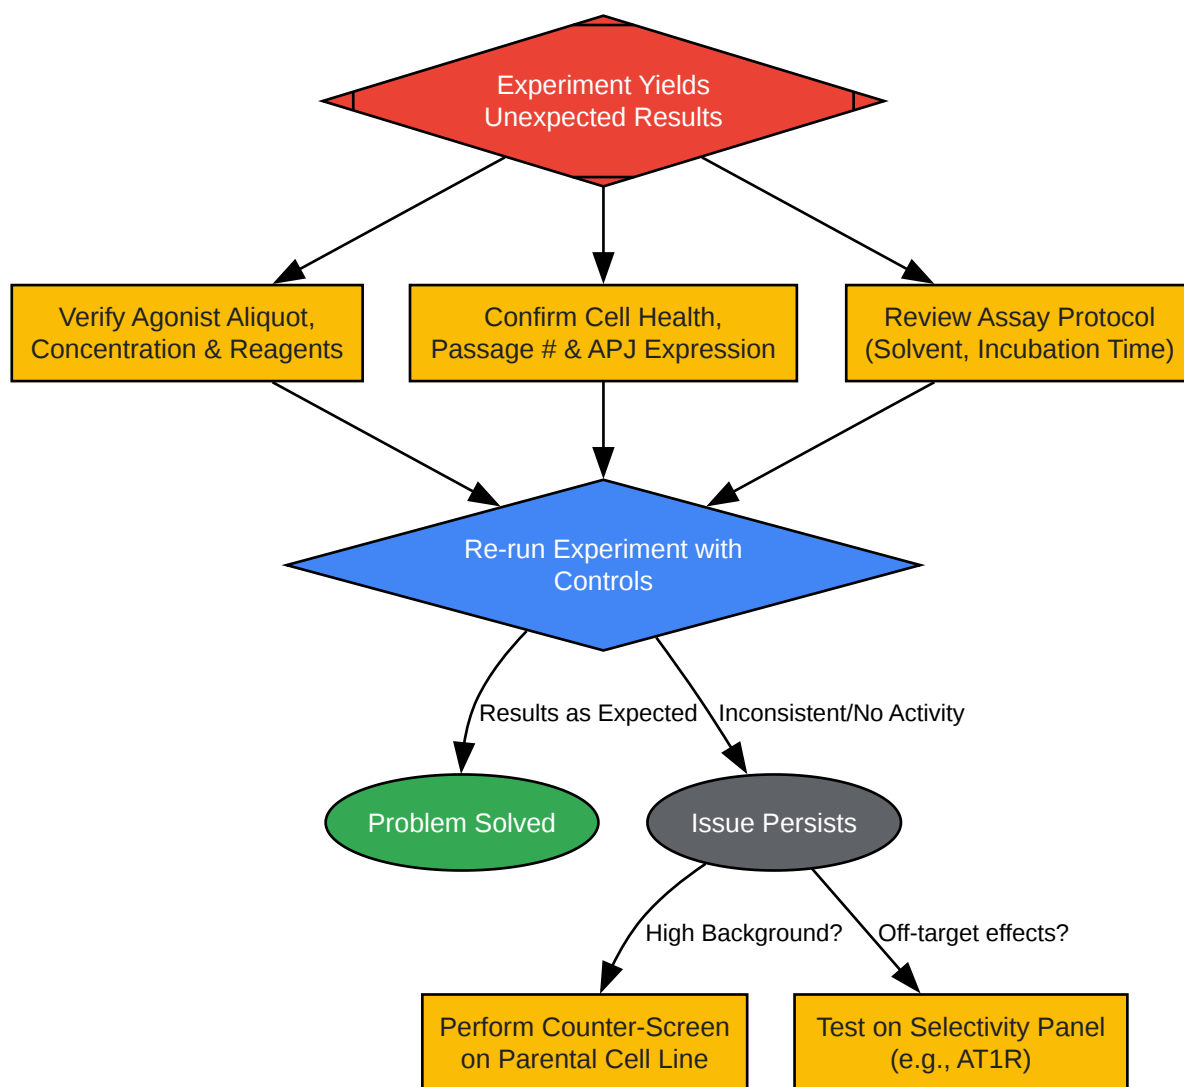 Experiment Yields
Unexpected Results
Verify Agonist Aliquot,
Concentration & Reagents
Confirm Cell Health,
Passage # & APJ Expression
Review Assay Protocol
(Solvent, Incubation Time)
Re-run Experiment with
Controls
Results as Expected
Inconsistent/No Activity
Problem Solved
Issue Persists
High Background?
Off-target effects?
Perform Counter-Screen
on Parental Cell Line
Test on Selectivity Panel
(e.g., AT1R)